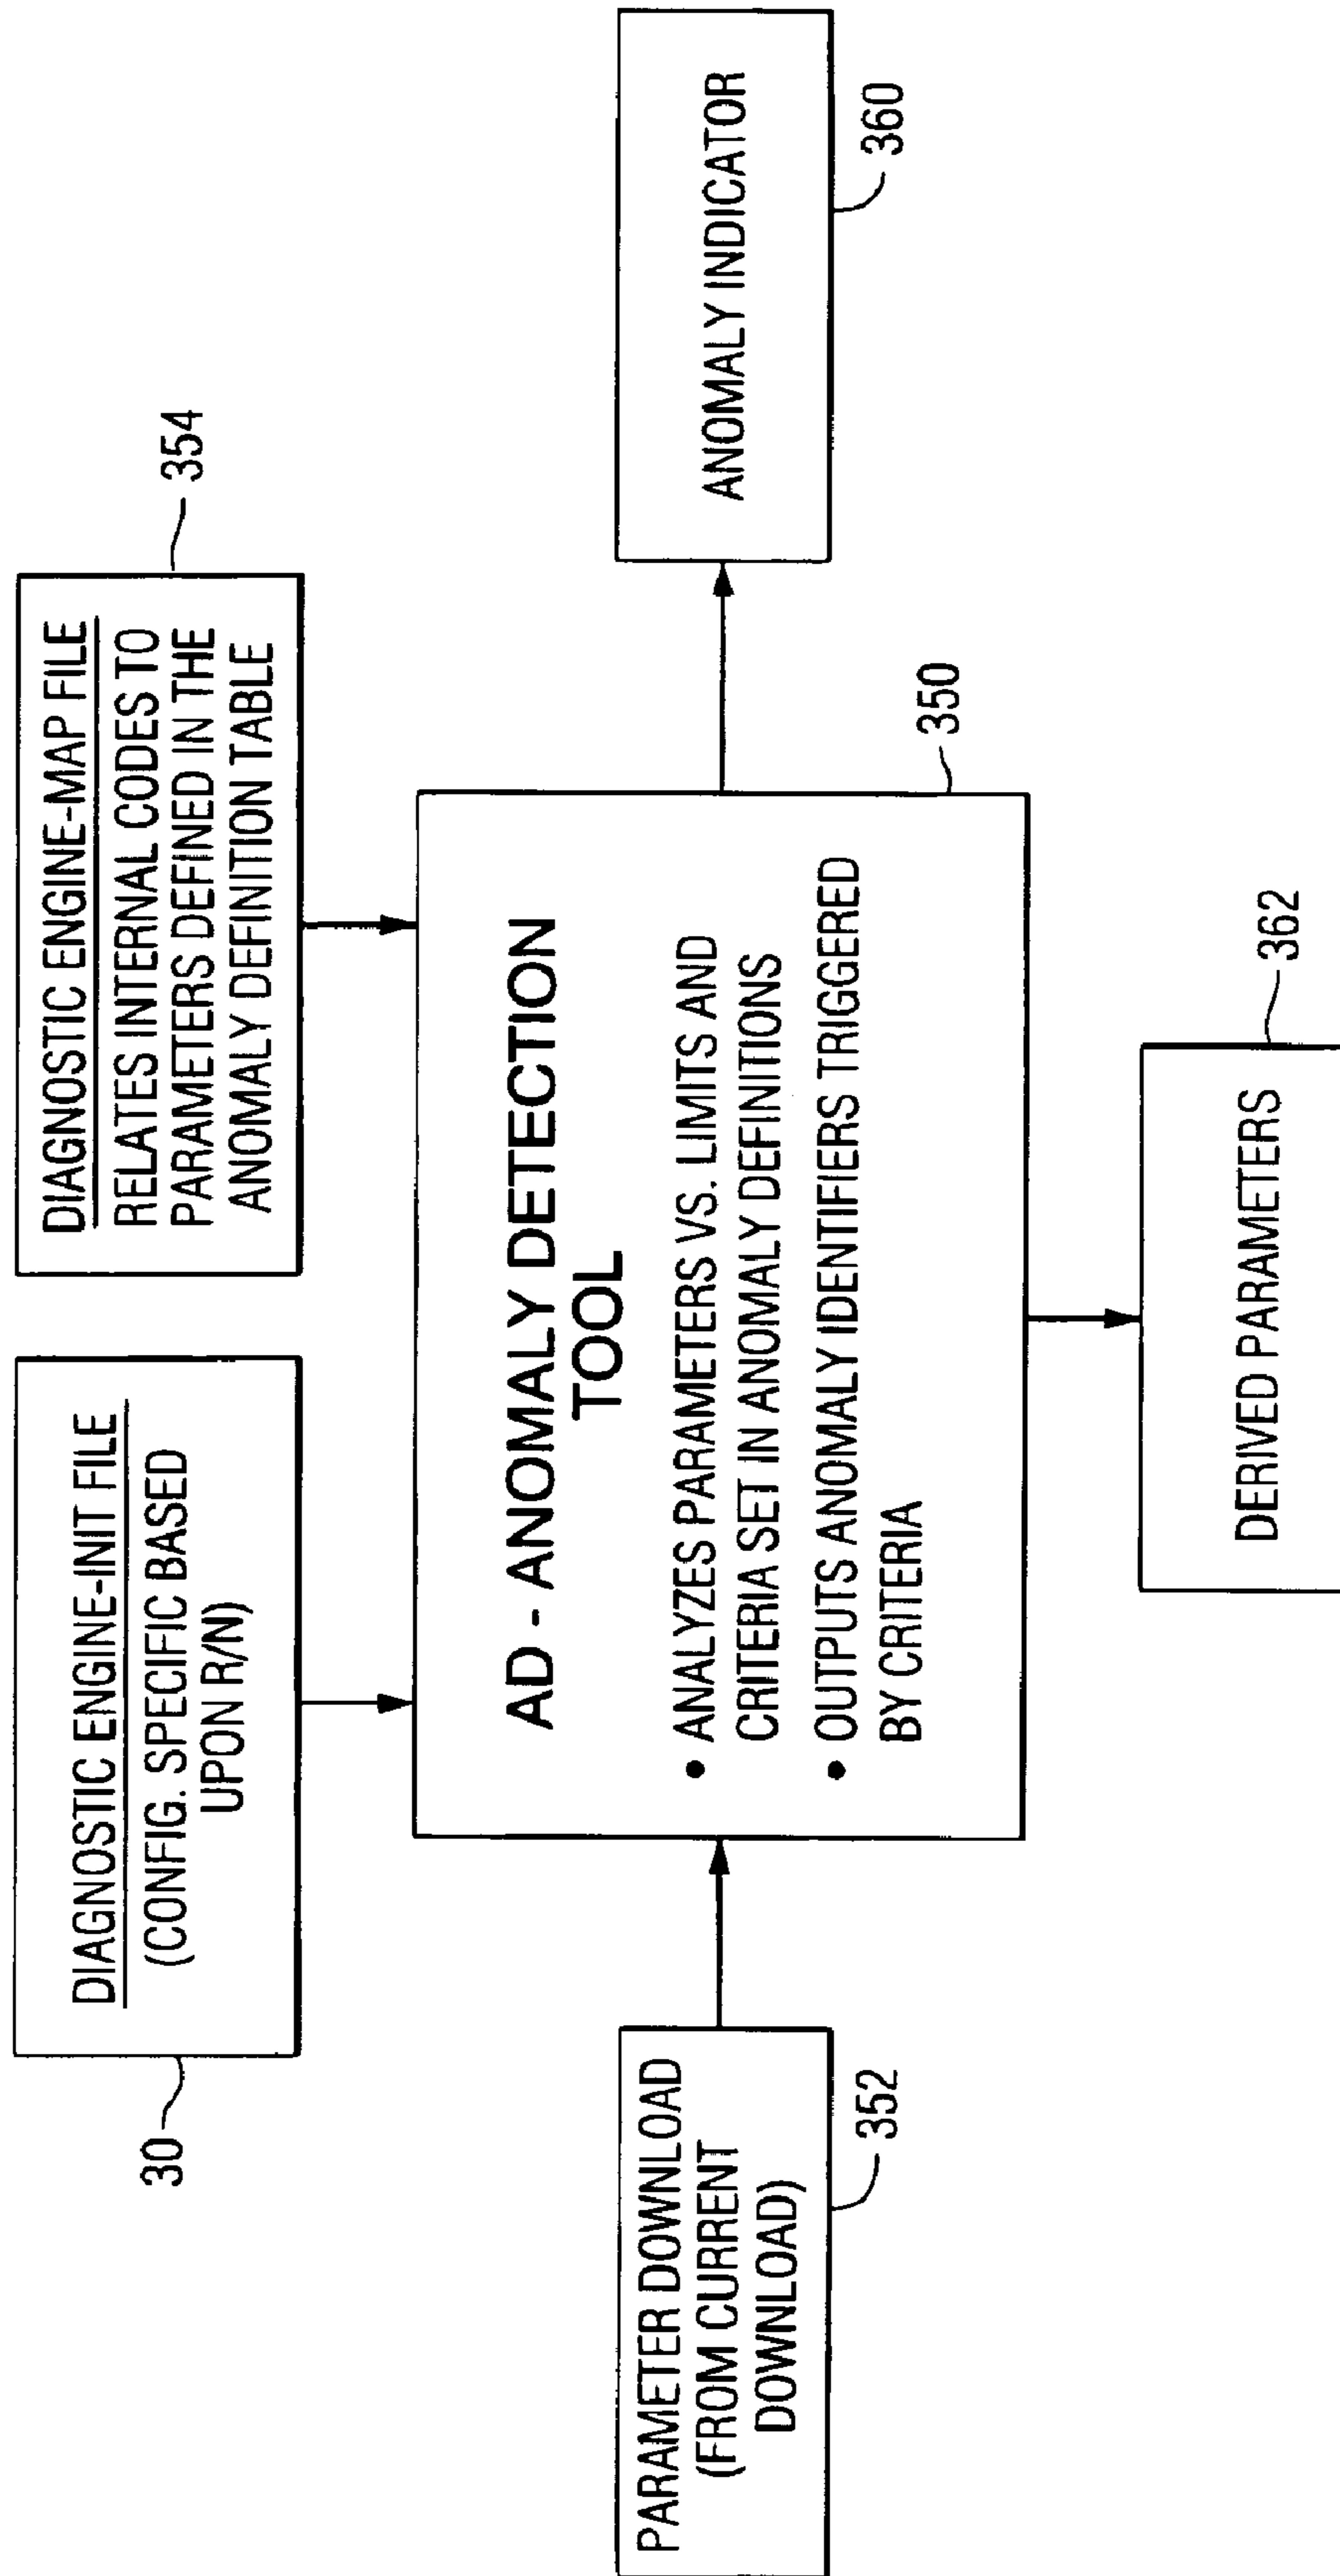 DIAGNOSTIC ENGINE-INIT FILE
(CONFIG. SPECIFIC BASED
UPON R/N)
30
DIAGNOSTIC ENGINE-MAP FILE
RELATES INTERNAL CODES TO
PARAMETERS DEFINED IN THE
ANOMALY DEFINITION TABLE
354
PARAMETER DOWNLOAD
(FROM CURRENT
DOWNLOAD)
352
AD - ANOMALY DETECTION
TOOL
• ANALYZES PARAMETERS VS. LIMITS AND
CRITERIA SET IN ANOMALY DEFINITIONS
• OUTPUTS ANOMALY IDENTIFIERS TRIGGERED
BY CRITERIA
350
ANOMALY INDICATOR
360
DERIVED PARAMETERS
362